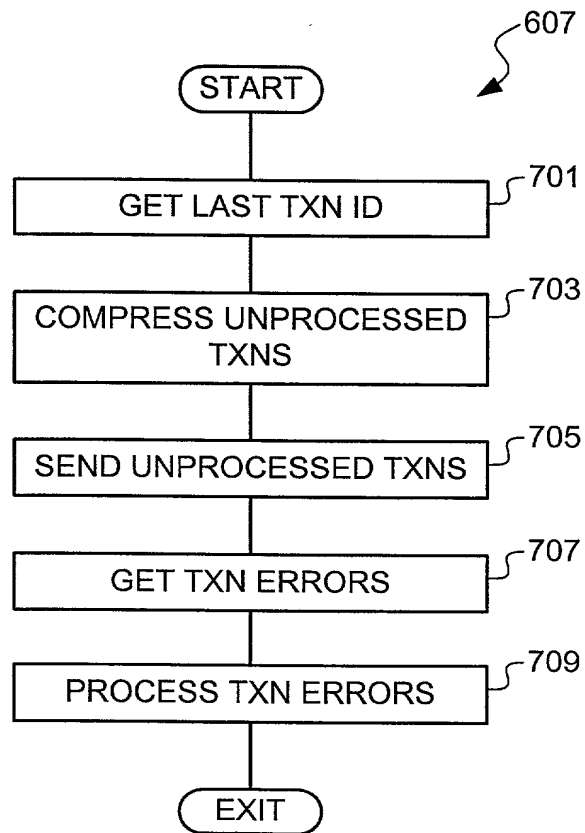 607
START
GET LAST TXN ID
701
COMPRESS UNPROCESSED
TXNS
703
SEND UNPROCESSED TXNS
705
GET TXN ERRORS
707
PROCESS TXN ERRORS
709
EXIT